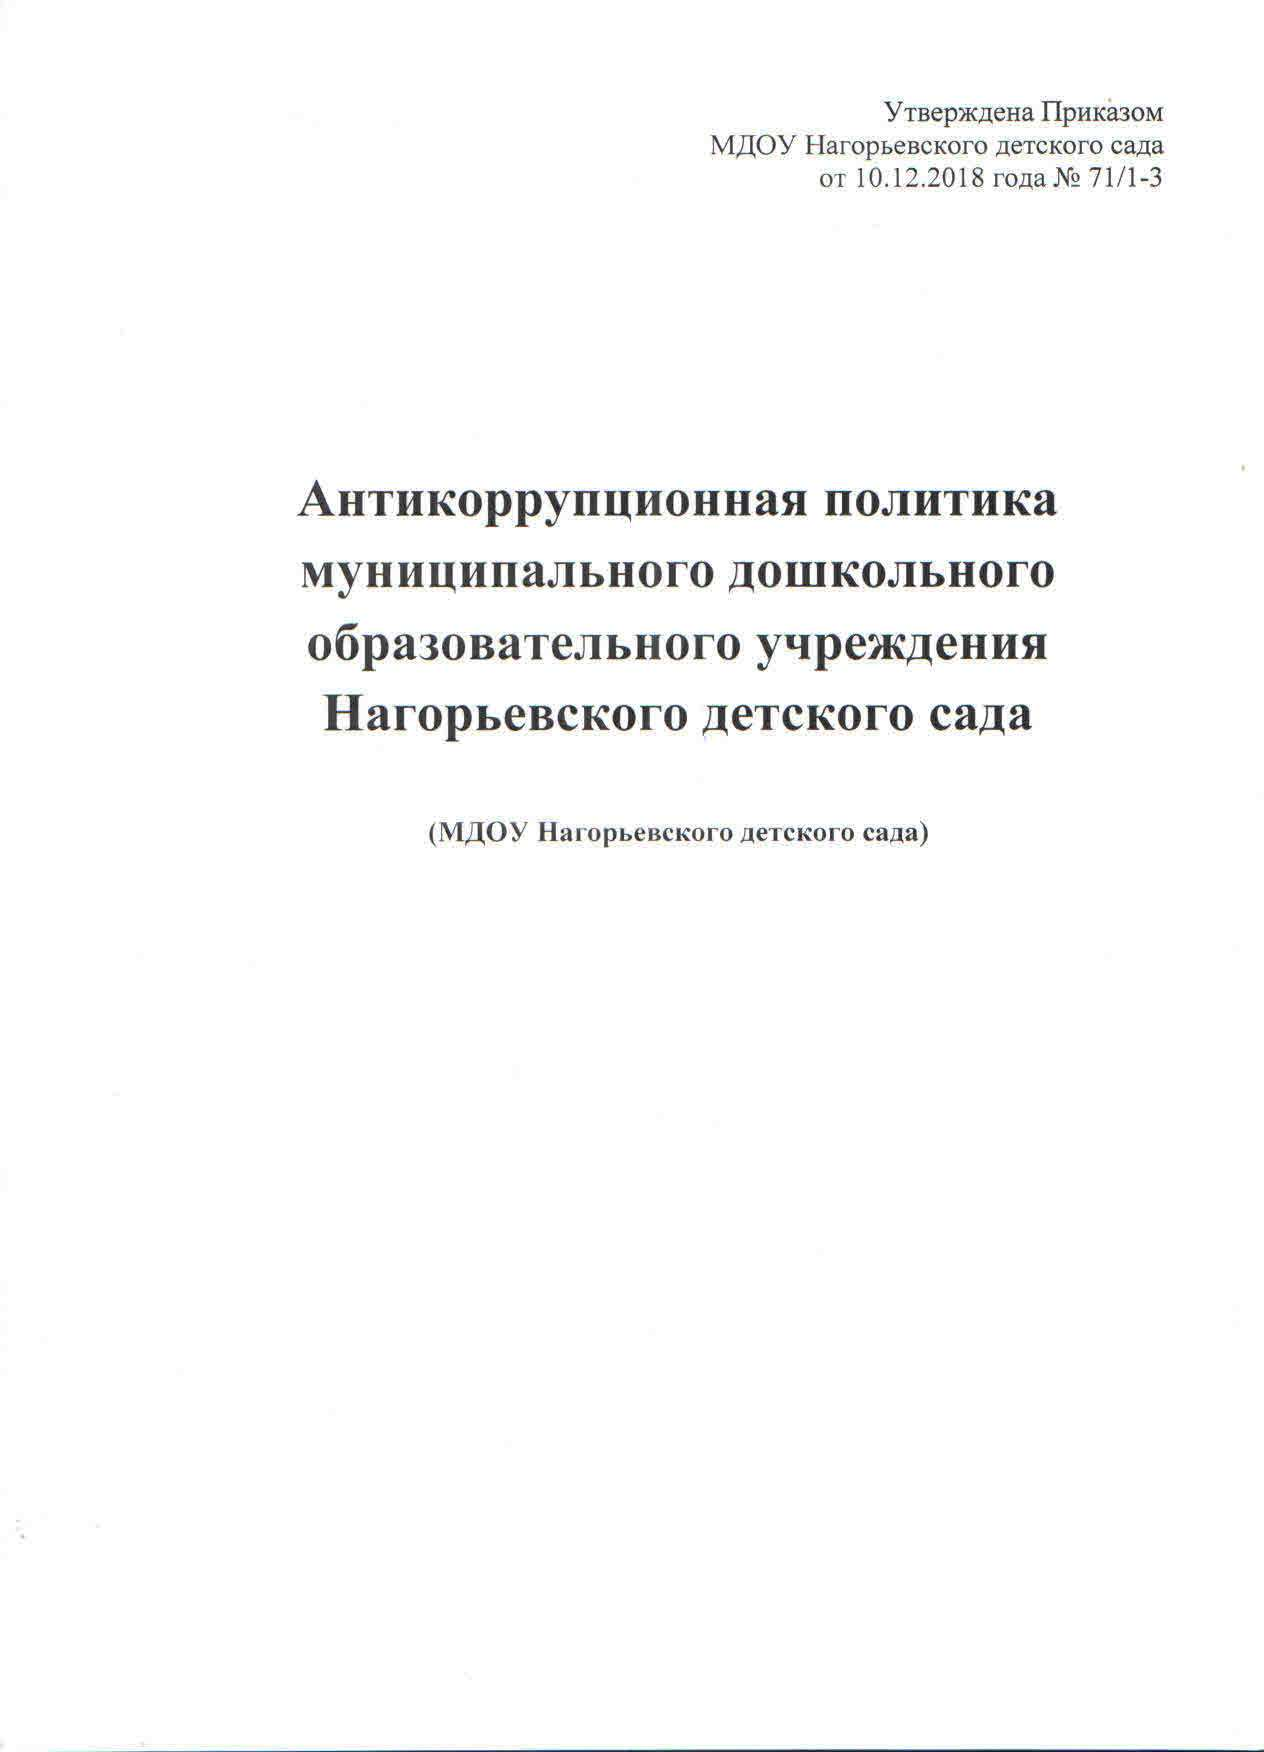 Утверждена Приказом
МДОУ Нагорьевского детского сада
от 10.12.2018 года № 71/1-3
Антикоррупционная политика
муниципального дошкольного
образовательного учреждения
Нагорьевского детского сада
(МДОУ Нагорьевского детского сада)